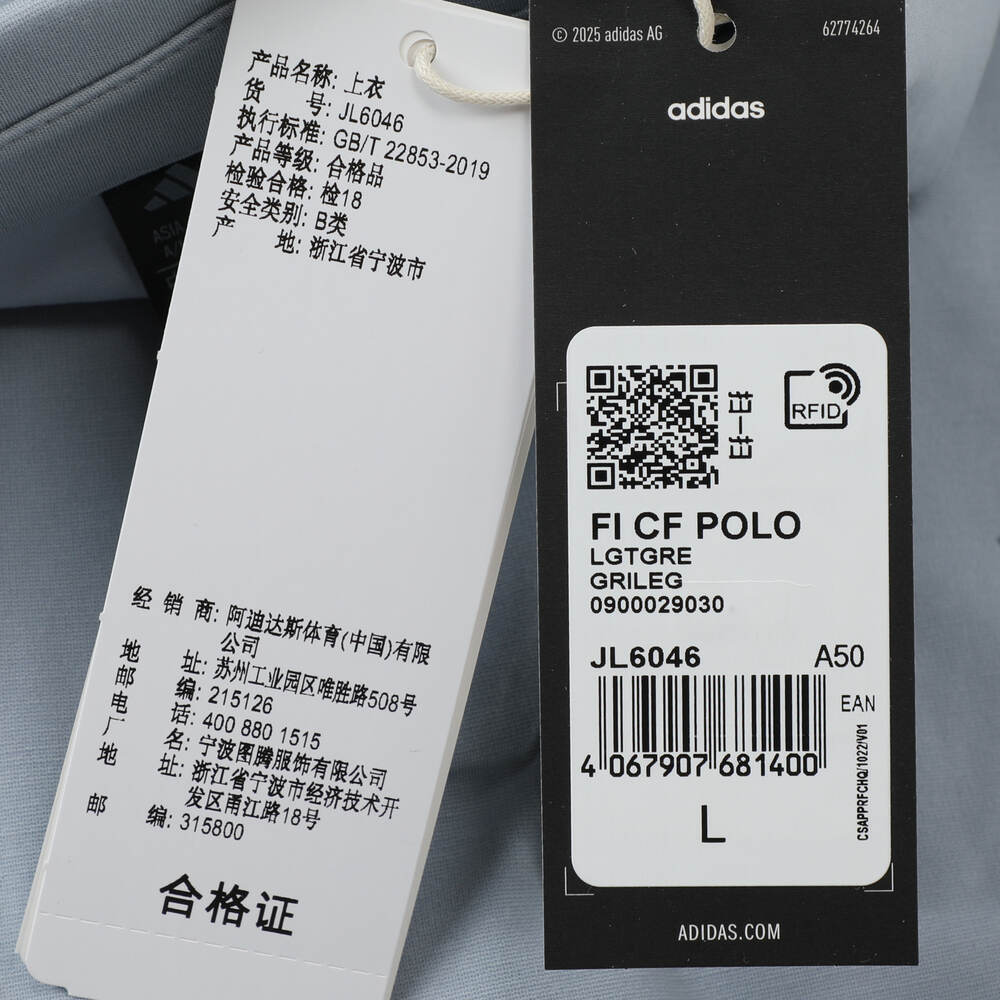 产品名称: 上衣
货 号: JL6046
执行标准: GB/T 22853-2019
产品等级: 合格品
检验合格: 检18
安全类别: B类
产 地: 浙江省宁波市
经 销 商: 阿迪达斯体育(中国)有限
公司
地 址: 苏州工业园区唯胜路508号
邮 编: 215126
电 话: 400 880 1515
厂 名: 宁波图腾服饰有限公司
地 址: 浙江省宁波市经济技术开
发区甬江路18号
邮 编: 315800
合格证
ASIA
© 2025 adidas AG
62774264
adidas
扫一扫
RFID
FI CF POLO
LGTGRE
GRILEG
0900029030
JL6046 A50
EAN
4 067907 681400
CSAPPRFCHQ/1022/V01
L
ADIDAS.COM